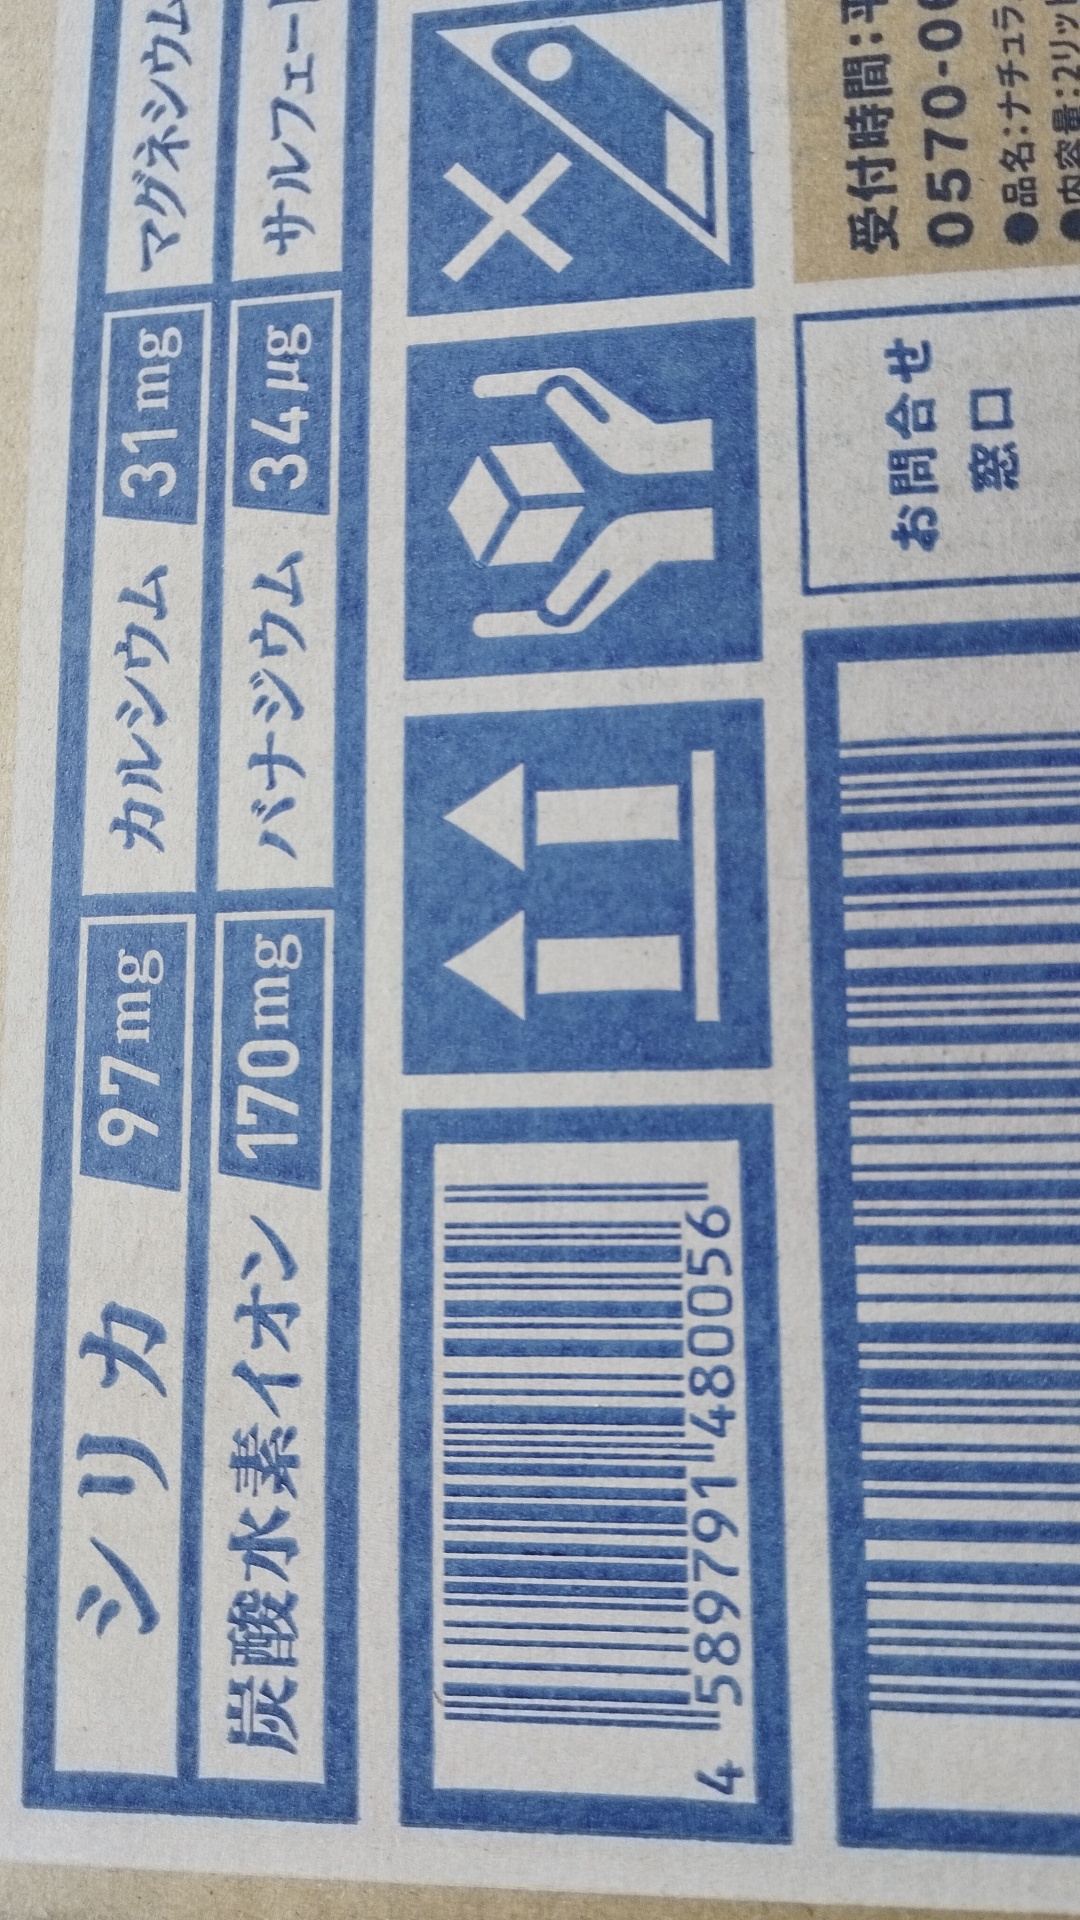 シリカ 97mg カルシウム 31mg マグネシウム
炭酸水素イオン 170mg バナジウム 34μg サルフェート
4 589791 480056
お問合せ
窓口
受付時間:平
0570-0
●品名:ナチュラ
●内容量:2リット